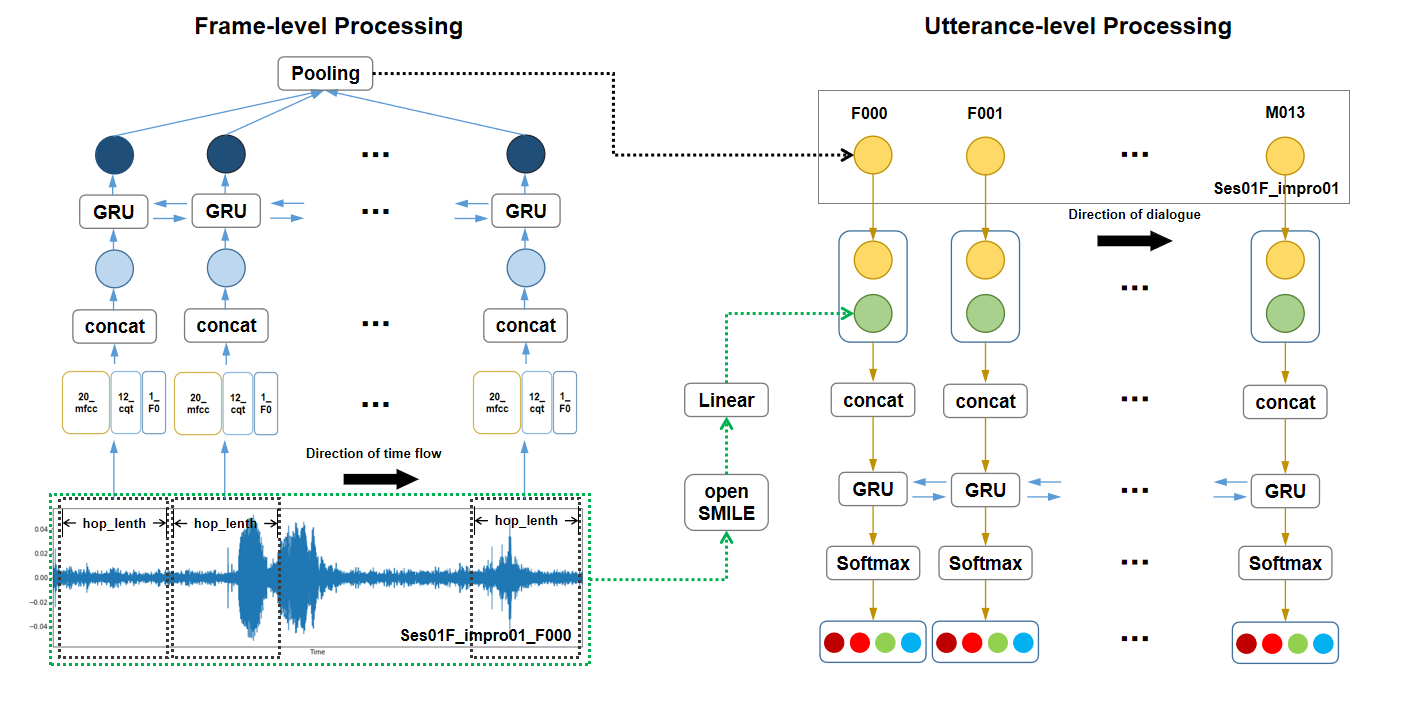 Frame-level Processing
Utterance-level Processing
Pooling
F000
F001
...
M013
...
...
Ses01F_impro01
GRU
GRU
...
GRU
Direction of dialogue
...
concat
concat
...
concat
20_
mfcc
12_
cqt
1_
F0
20_
mfcc
12_
cqt
1_
F0
...
20_
mfcc
12_
cqt
1_
F0
Linear
concat
concat
...
concat
Direction of time flow
open
SMILE
GRU
GRU
...
GRU
hop_lenth
hop_lenth
hop_lenth
0.04
0.02
0.00
−0.02
−0.04
Ses01F_impro01_F000
Time
Softmax
Softmax
...
Softmax
...